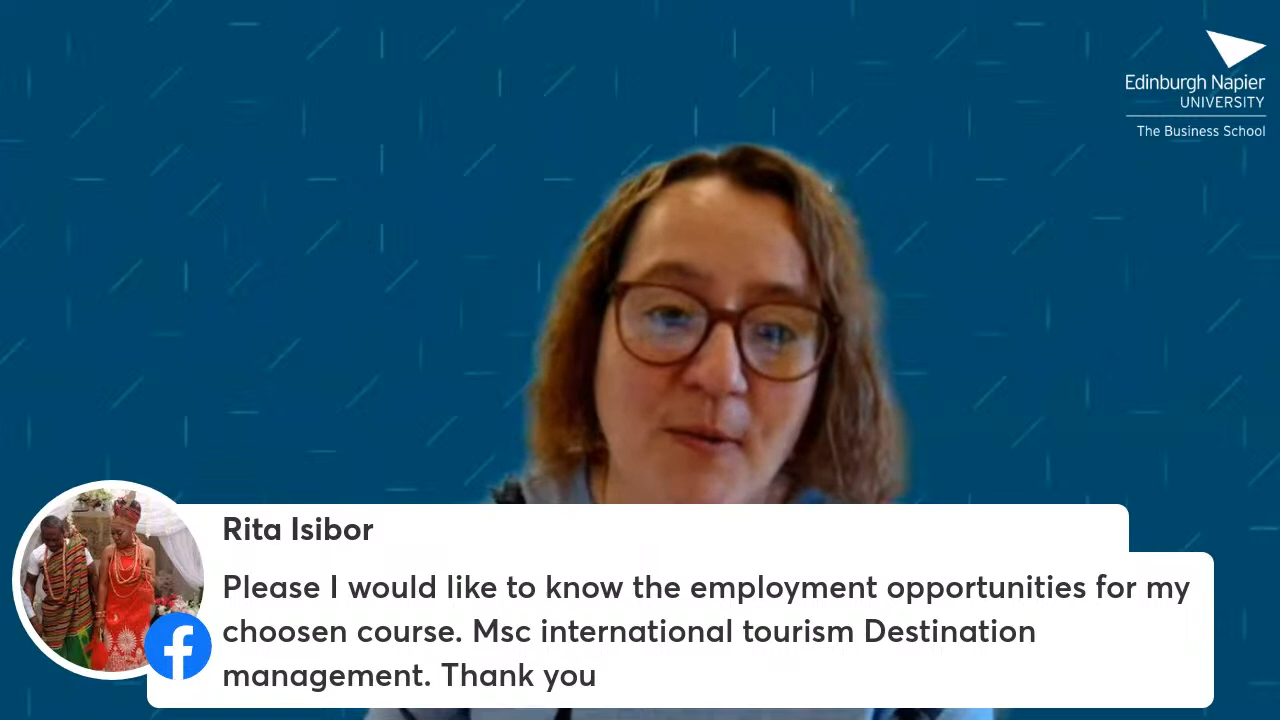 Edinburgh Napier
UNIVERSITY
The Business School
Rita Isibor
Please I would like to know the employment opportunities for my
choosen course. Msc international tourism Destination
management. Thank you